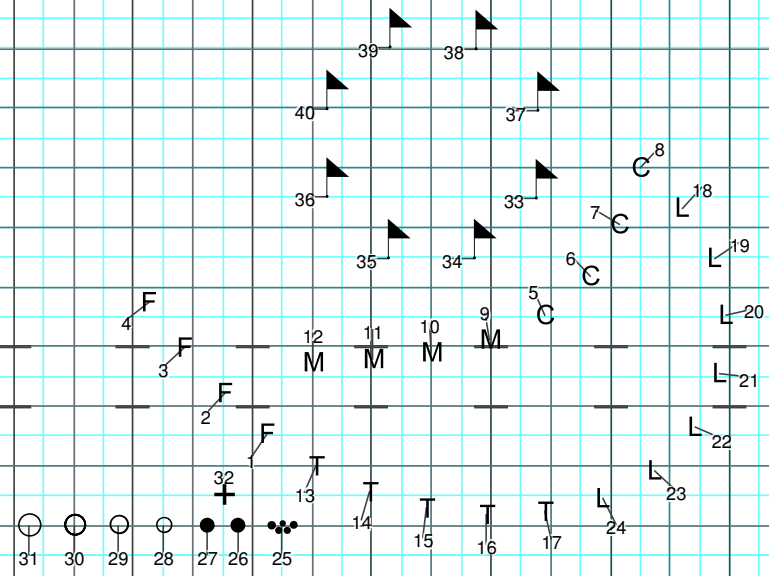 39 38
40 37
8
36 33 C 18
7 C L
35 34 6 L 19
5 C
4 F C L 20
12 11 10 9
3 F M M M M L 21
2 F
1 F L 22
32 13 T T T T T L 23
+ 14 15 16 17 L 24
31 30 29 28 27 26 25